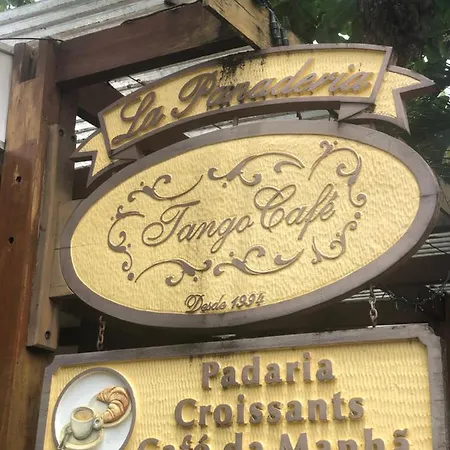 La Panaderia
Tango Café
Desde 1994
Padaria
Croissants
Café da Manhã